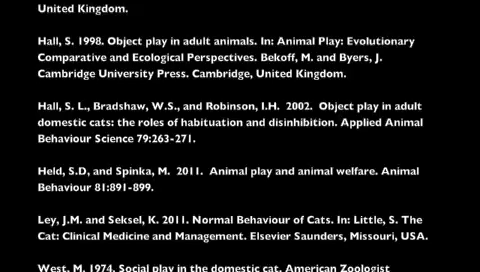 United Kingdom.
Hall, S. 1998. Object play in adult animals. In: Animal Play: Evolutionary
Comparative and Ecological Perspectives. Bekoff, M. and Byers, J.
Cambridge University Press. Cambridge, United Kingdom.
Hall, S. L., Bradshaw, W.S., and Robinson, I.H.  2002.  Object play in adult
domestic cats: the roles of habituation and disinhibition. Applied Animal
Behaviour Science 79:263-271.
Held, S.D, and Spinka, M.  2011.  Animal play and animal welfare. Animal
Behaviour 81:891-899.
Ley, J.M. and Seksel, K. 2011. Normal Behaviour of Cats. In: Little, S. The
Cat: Clinical Medicine and Management. Elsevier Saunders, Missouri, USA.
West, M. 1974. Social play in the domestic cat. American Zoologist